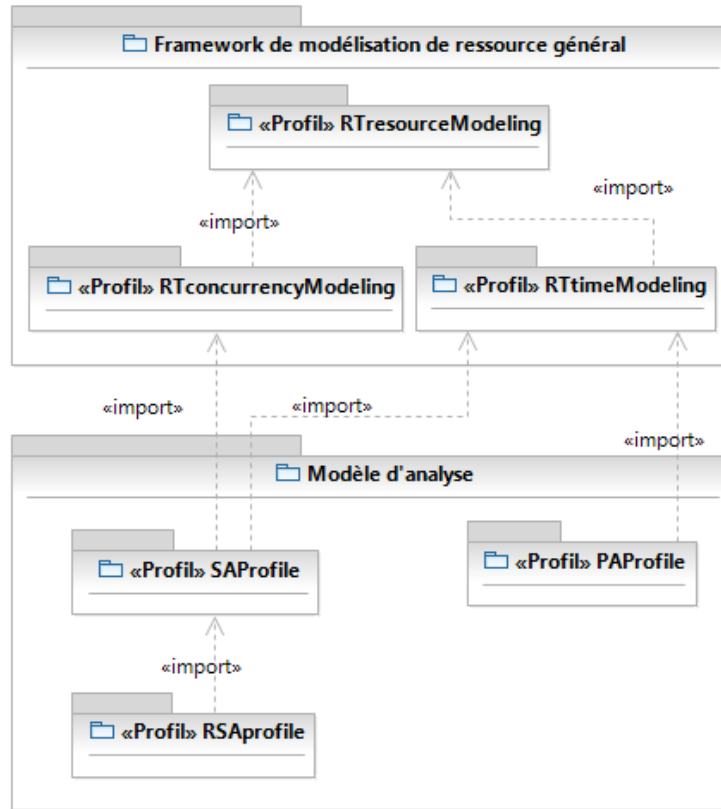 Framework de modélisation de ressource général
«Profil» RTresourceModeling
«import»
«import»
«Profil» RTconcurrencyModeling
«Profil» RTtimeModeling
«import»
«import»
«import»
Modèle d'analyse
«Profil» SAProfile
«Profil» PAProfile
«import»
«Profil» RSAprofile